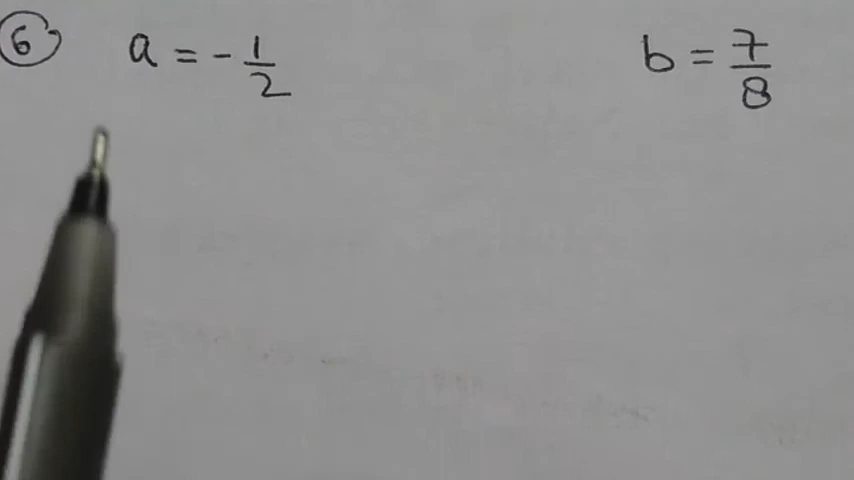 6 a = -1/2 b = 7/8